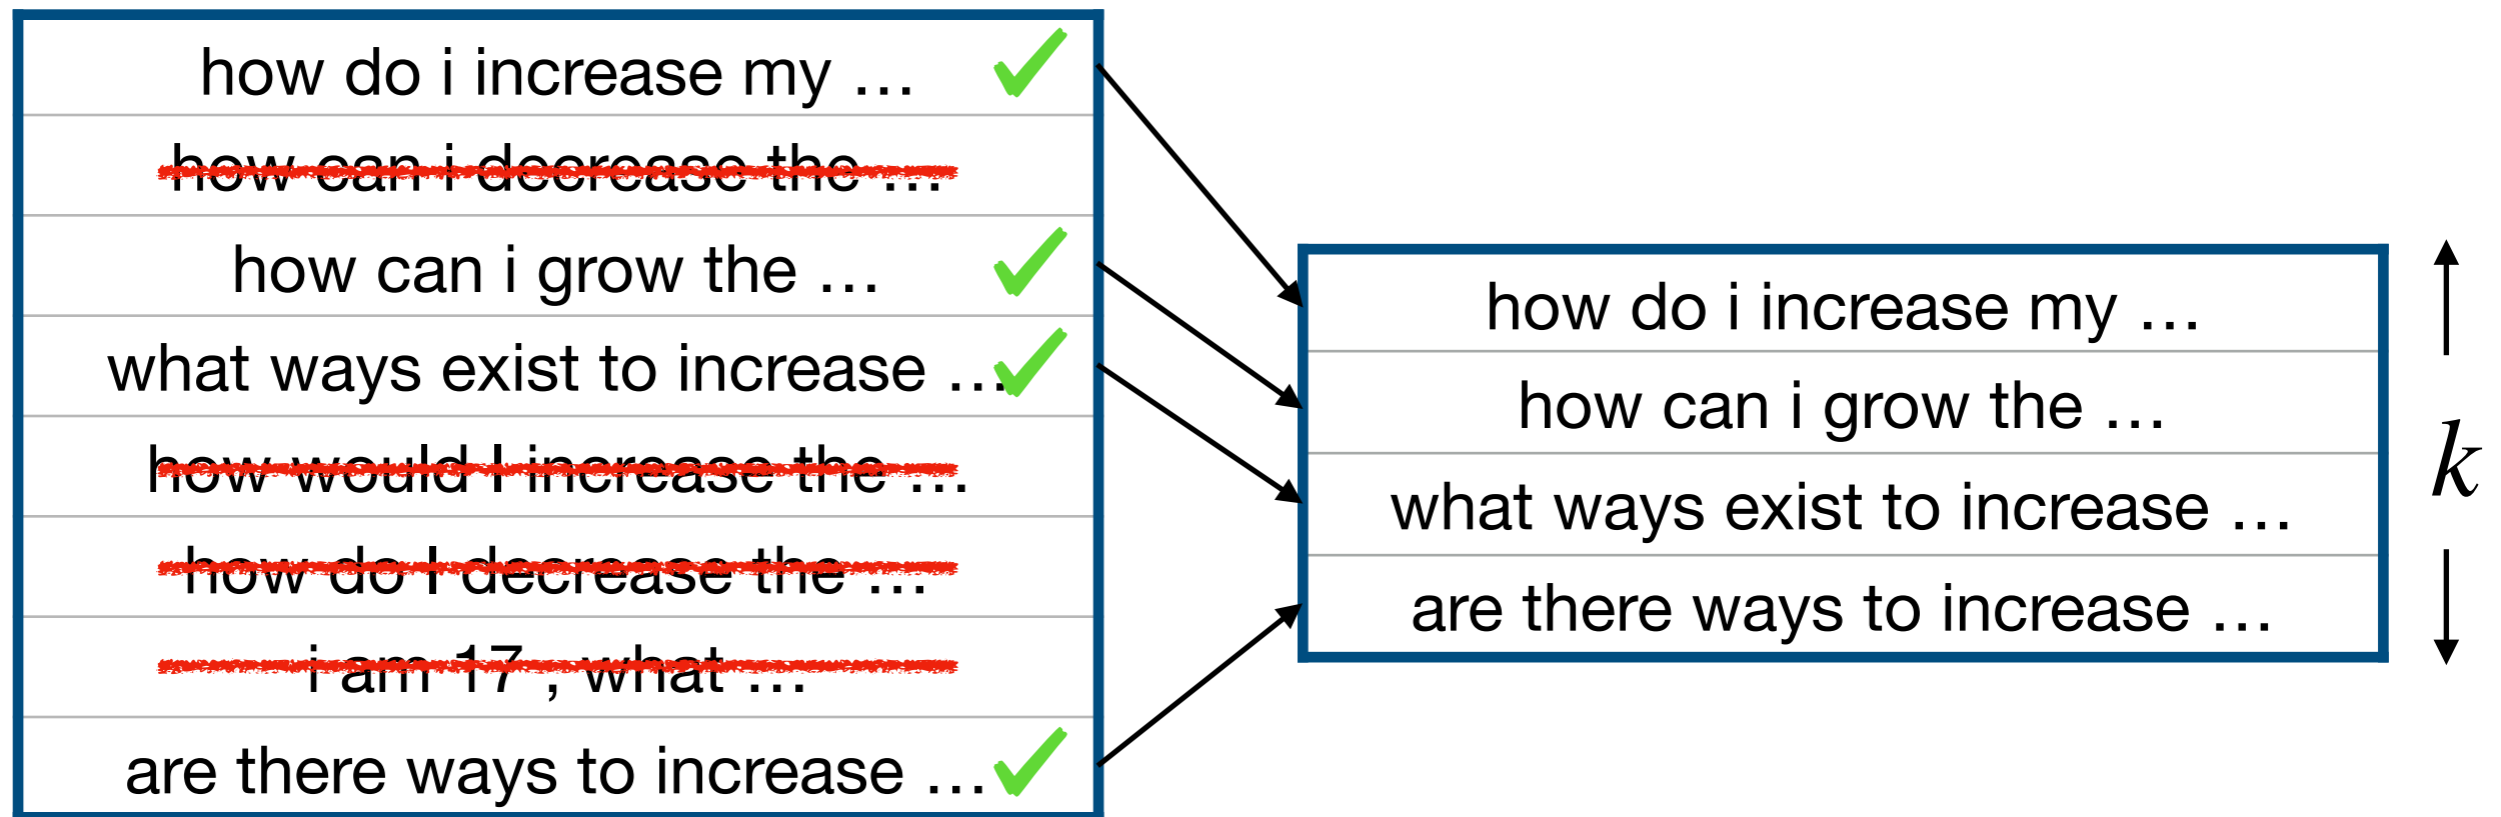 how do i increase my ...
how can i decrease the ...
how can i grow the ...
what ways exist to increase ...
how would I increase the ...
how do I decrease the ...
i am 17 , what ...
are there ways to increase ...
how do i increase my ...
how can i grow the ...
what ways exist to increase ...
are there ways to increase ...
k